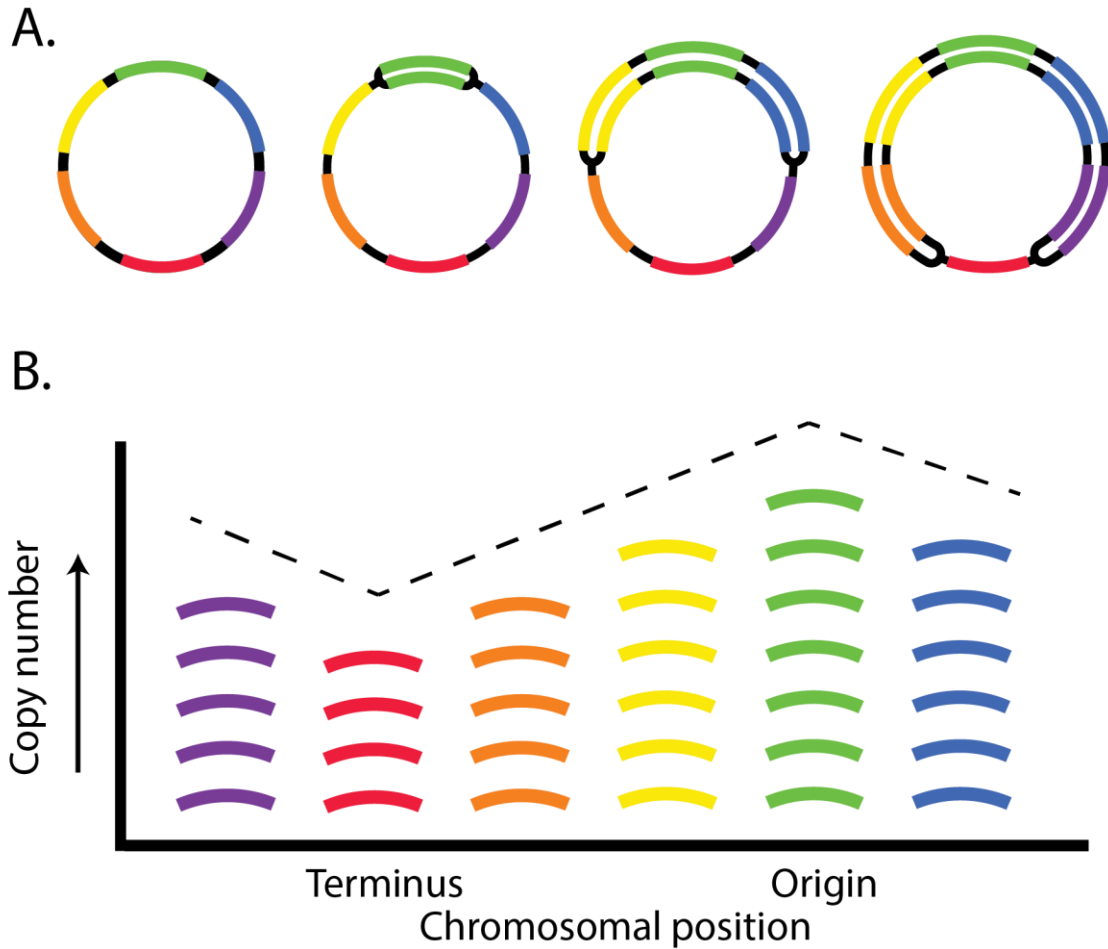 A.
B.
Copy number
Terminus
Origin
Chromosomal position